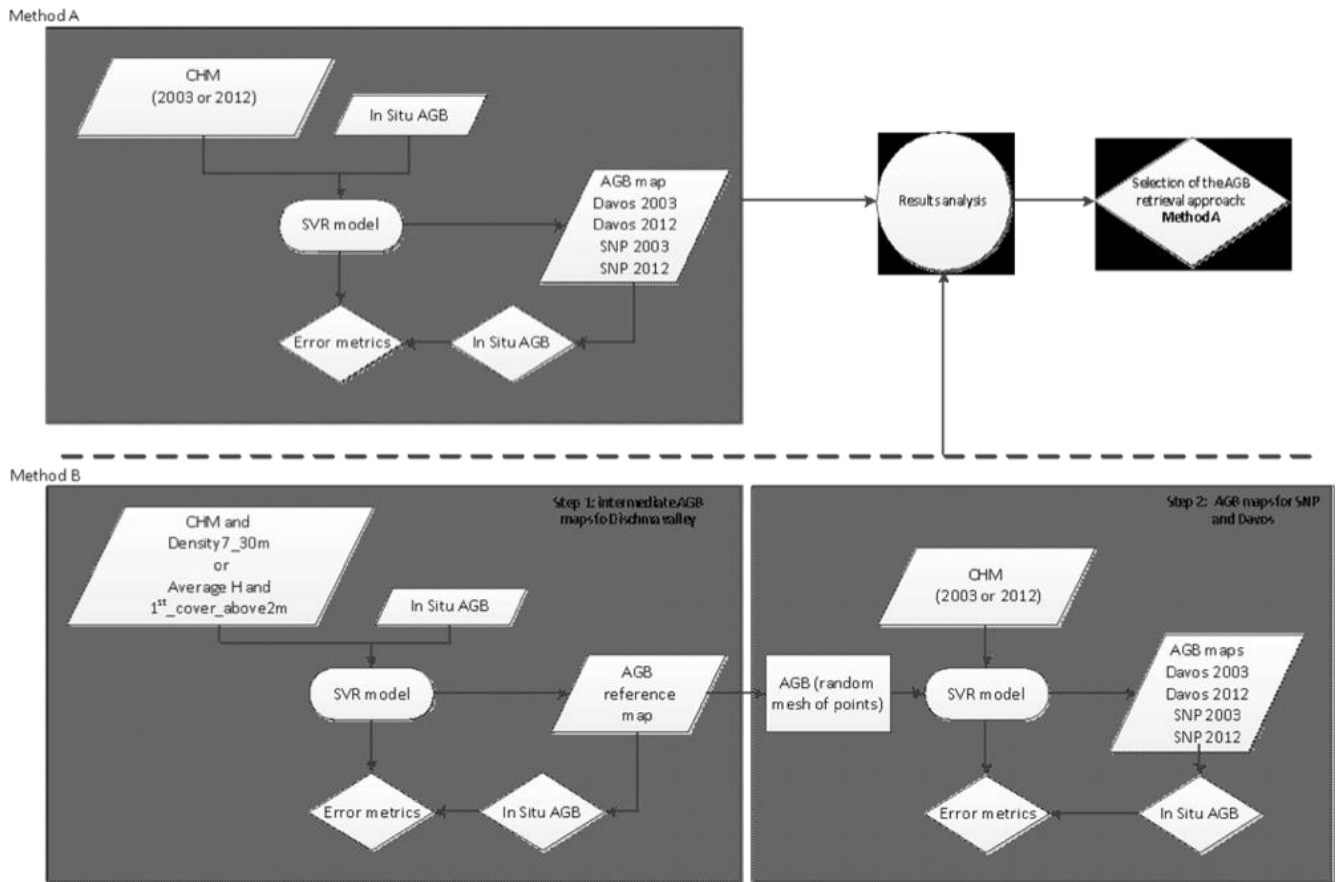 Method A
CHM
(2003 or 2012)
In Situ AGB
SVR model
AGB map
Davos 2003
Davos 2012
SNP 2003
SNP 2012
Error metrics
In Situ AGB
Results analysis
Selection of the AGB
retrieval approach:
Method A
Method B
Step 1: intermediate AGB
maps fo Dischma valley
CHM and
Density7_30m
or
Average H and
1st_cover_above2m
In Situ AGB
SVR model
AGB
reference
map
Error metrics
In Situ AGB
Step 2: AGB maps for SNP
and Davos
CHM
(2003 or 2012)
AGB (random
mesh of points)
SVR model
AGB maps
Davos 2003
Davos 2012
SNP 2003
SNP 2012
Error metrics
In Situ AGB